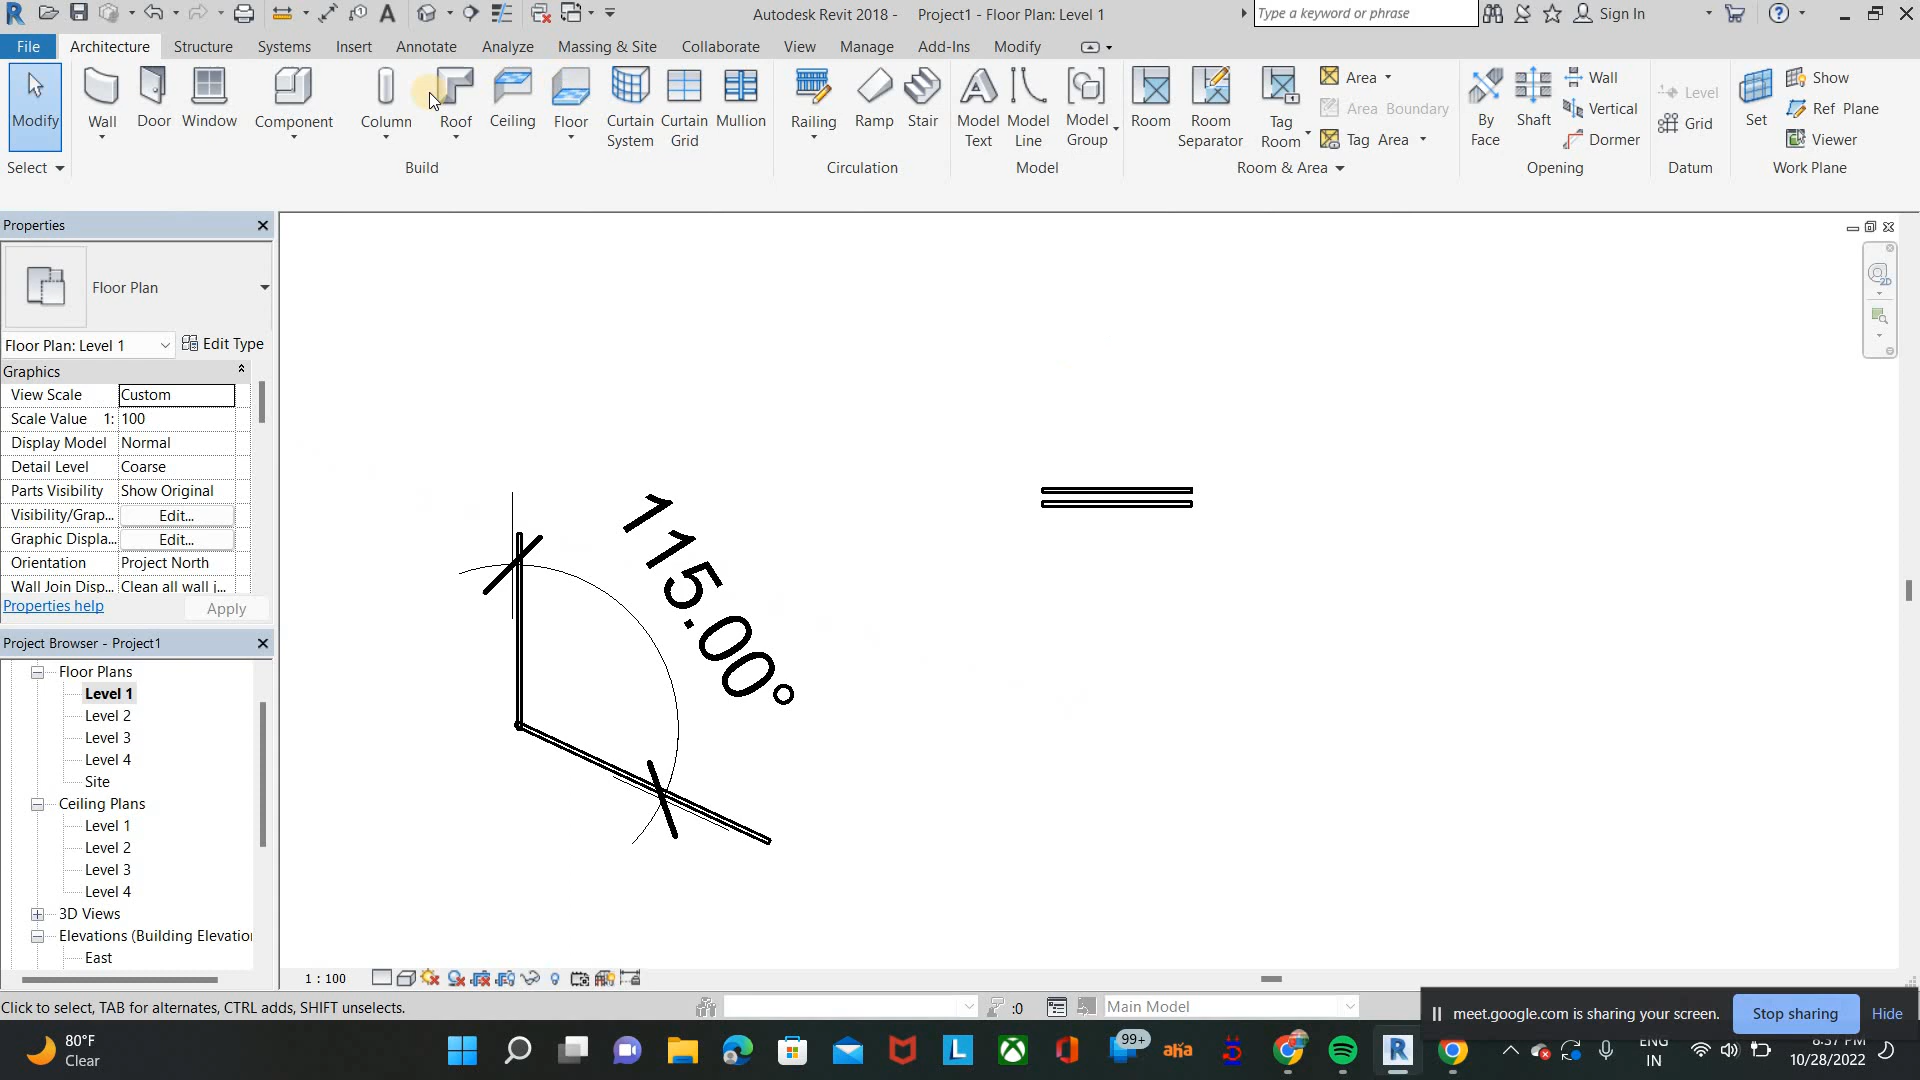 Autodesk Revit 2018 - Project1 - Floor Plan: Level 1
Type a keyword or phrase
Sign In
File Architecture Structure Systems Insert Annotate Analyze Massing & Site Collaborate View Manage Add-Ins Modify
Modify
Wall
Door
Window
Component
Column
Roof
Ceiling
Floor
Curtain System
Curtain Grid
Mullion
Railing
Ramp
Stair
Model Text
Model Line
Model Group
Room
Room Separator
Tag Room
Area
Area Boundary
Tag Area
By Face
Shaft
Wall
Vertical
Dormer
Level
Grid
Set
Show
Ref Plane
Viewer
Select Build Circulation Model Room & Area Opening Datum Work Plane
Properties
Floor Plan
Floor Plan: Level 1 Edit Type
Graphics
View Scale Custom
Scale Value 1: 100
Display Model Normal
Detail Level Coarse
Parts Visibility Show Original
Visibility/Grap... Edit...
Graphic Displa... Edit...
Orientation Project North
Wall Join Disp... Clean all wall j...
Properties help Apply
Project Browser - Project1
Floor Plans
Level 1
Level 2
Level 3
Level 4
Site
Ceiling Plans
Level 1
Level 2
Level 3
Level 4
3D Views
Elevations (Building Elevatio
East
115.00°
2D
1 : 100
Click to select, TAB for alternates, CTRL adds, SHIFT unselects.
:0
Main Model
meet.google.com is sharing your screen. Stop sharing Hide
80°F
Clear
99+
aha
ENG
IN
8:37 PM
10/28/2022